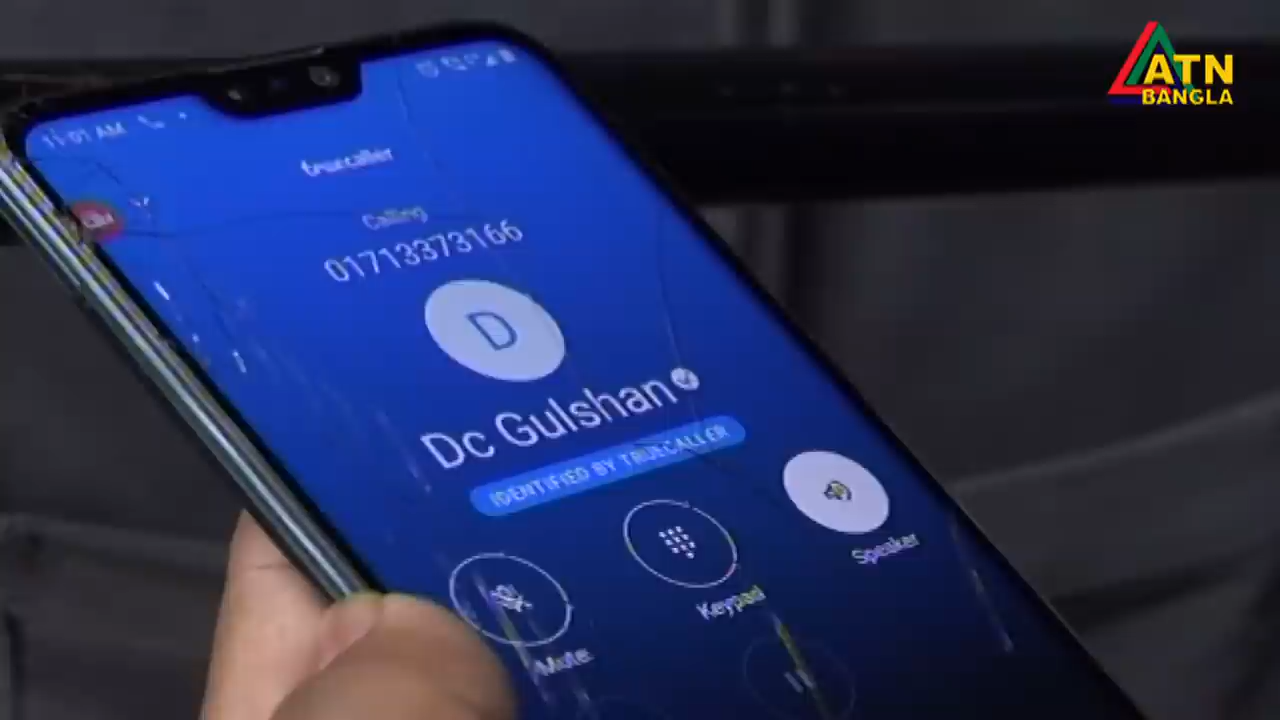 ATN
BANGLA
11:01 AM
truecaller
Calling
01713373166
D
Dc Gulshan
IDENTIFIED BY TRUECALLER
Speaker
Keypad
Mute